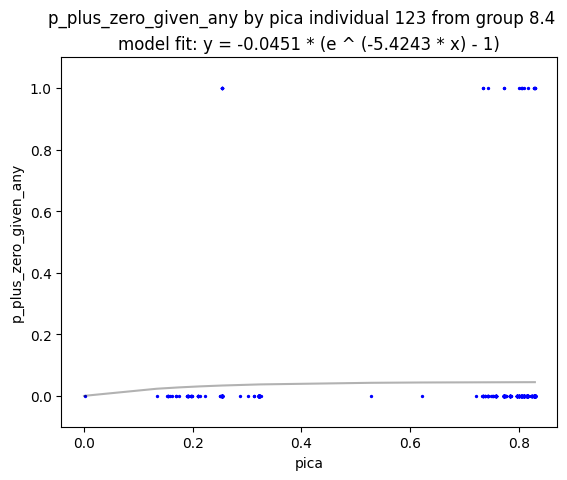 p_plus_zero_given_any by pica individual 123 from group 8.4
model fit: y = -0.0451 * (e ^ (-5.4243 * x) - 1)
1.0
0.8
0.6
0.4
0.2
0.0
p_plus_zero_given_any
0.0 0.2 0.4 0.6 0.8
pica